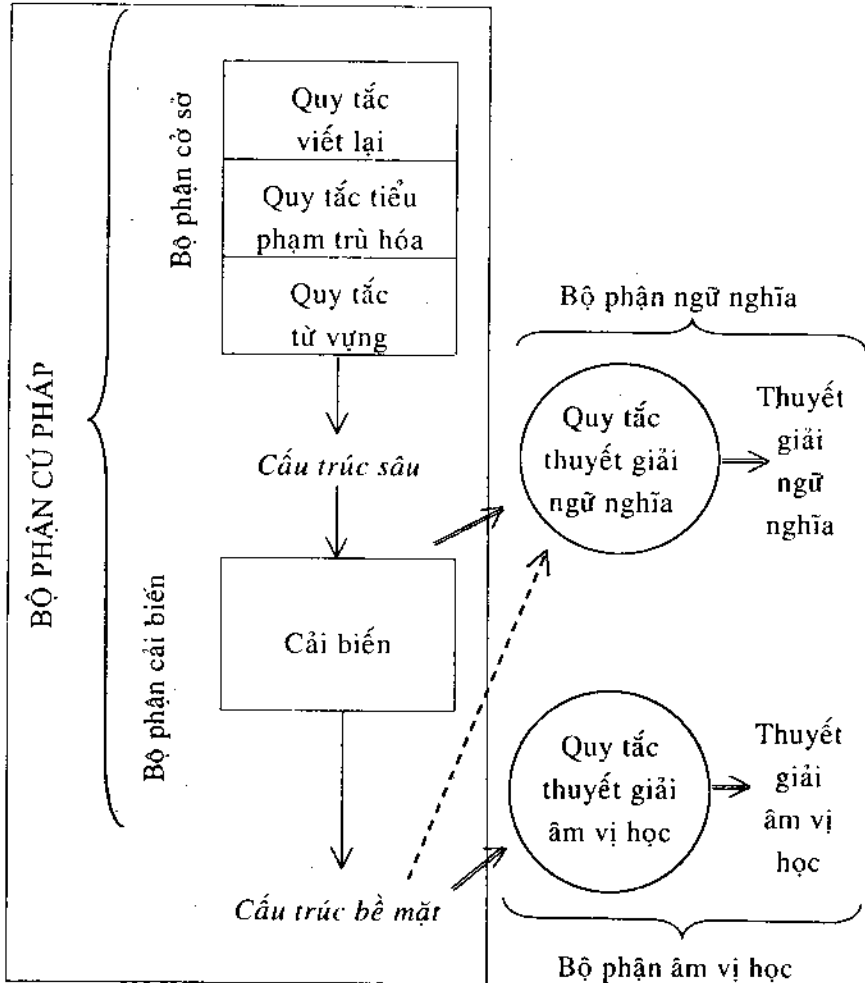 BỘ PHẬN CÚ PHÁP
Bộ phận cở sở
Quy tắc
viết lại
Quy tắc tiểu
phạm trù hóa
Quy tắc
từ vựng
Cấu trúc sâu
Bộ phận cải biến
Cải biến
Cấu trúc bề mặt
Bộ phận ngữ nghĩa
Quy tắc
thuyết giải
ngữ nghĩa
Thuyết
giải
ngữ
nghĩa
Quy tắc
thuyết giải
âm vị học
Thuyết
giải
âm vị
học
Bộ phận âm vị học